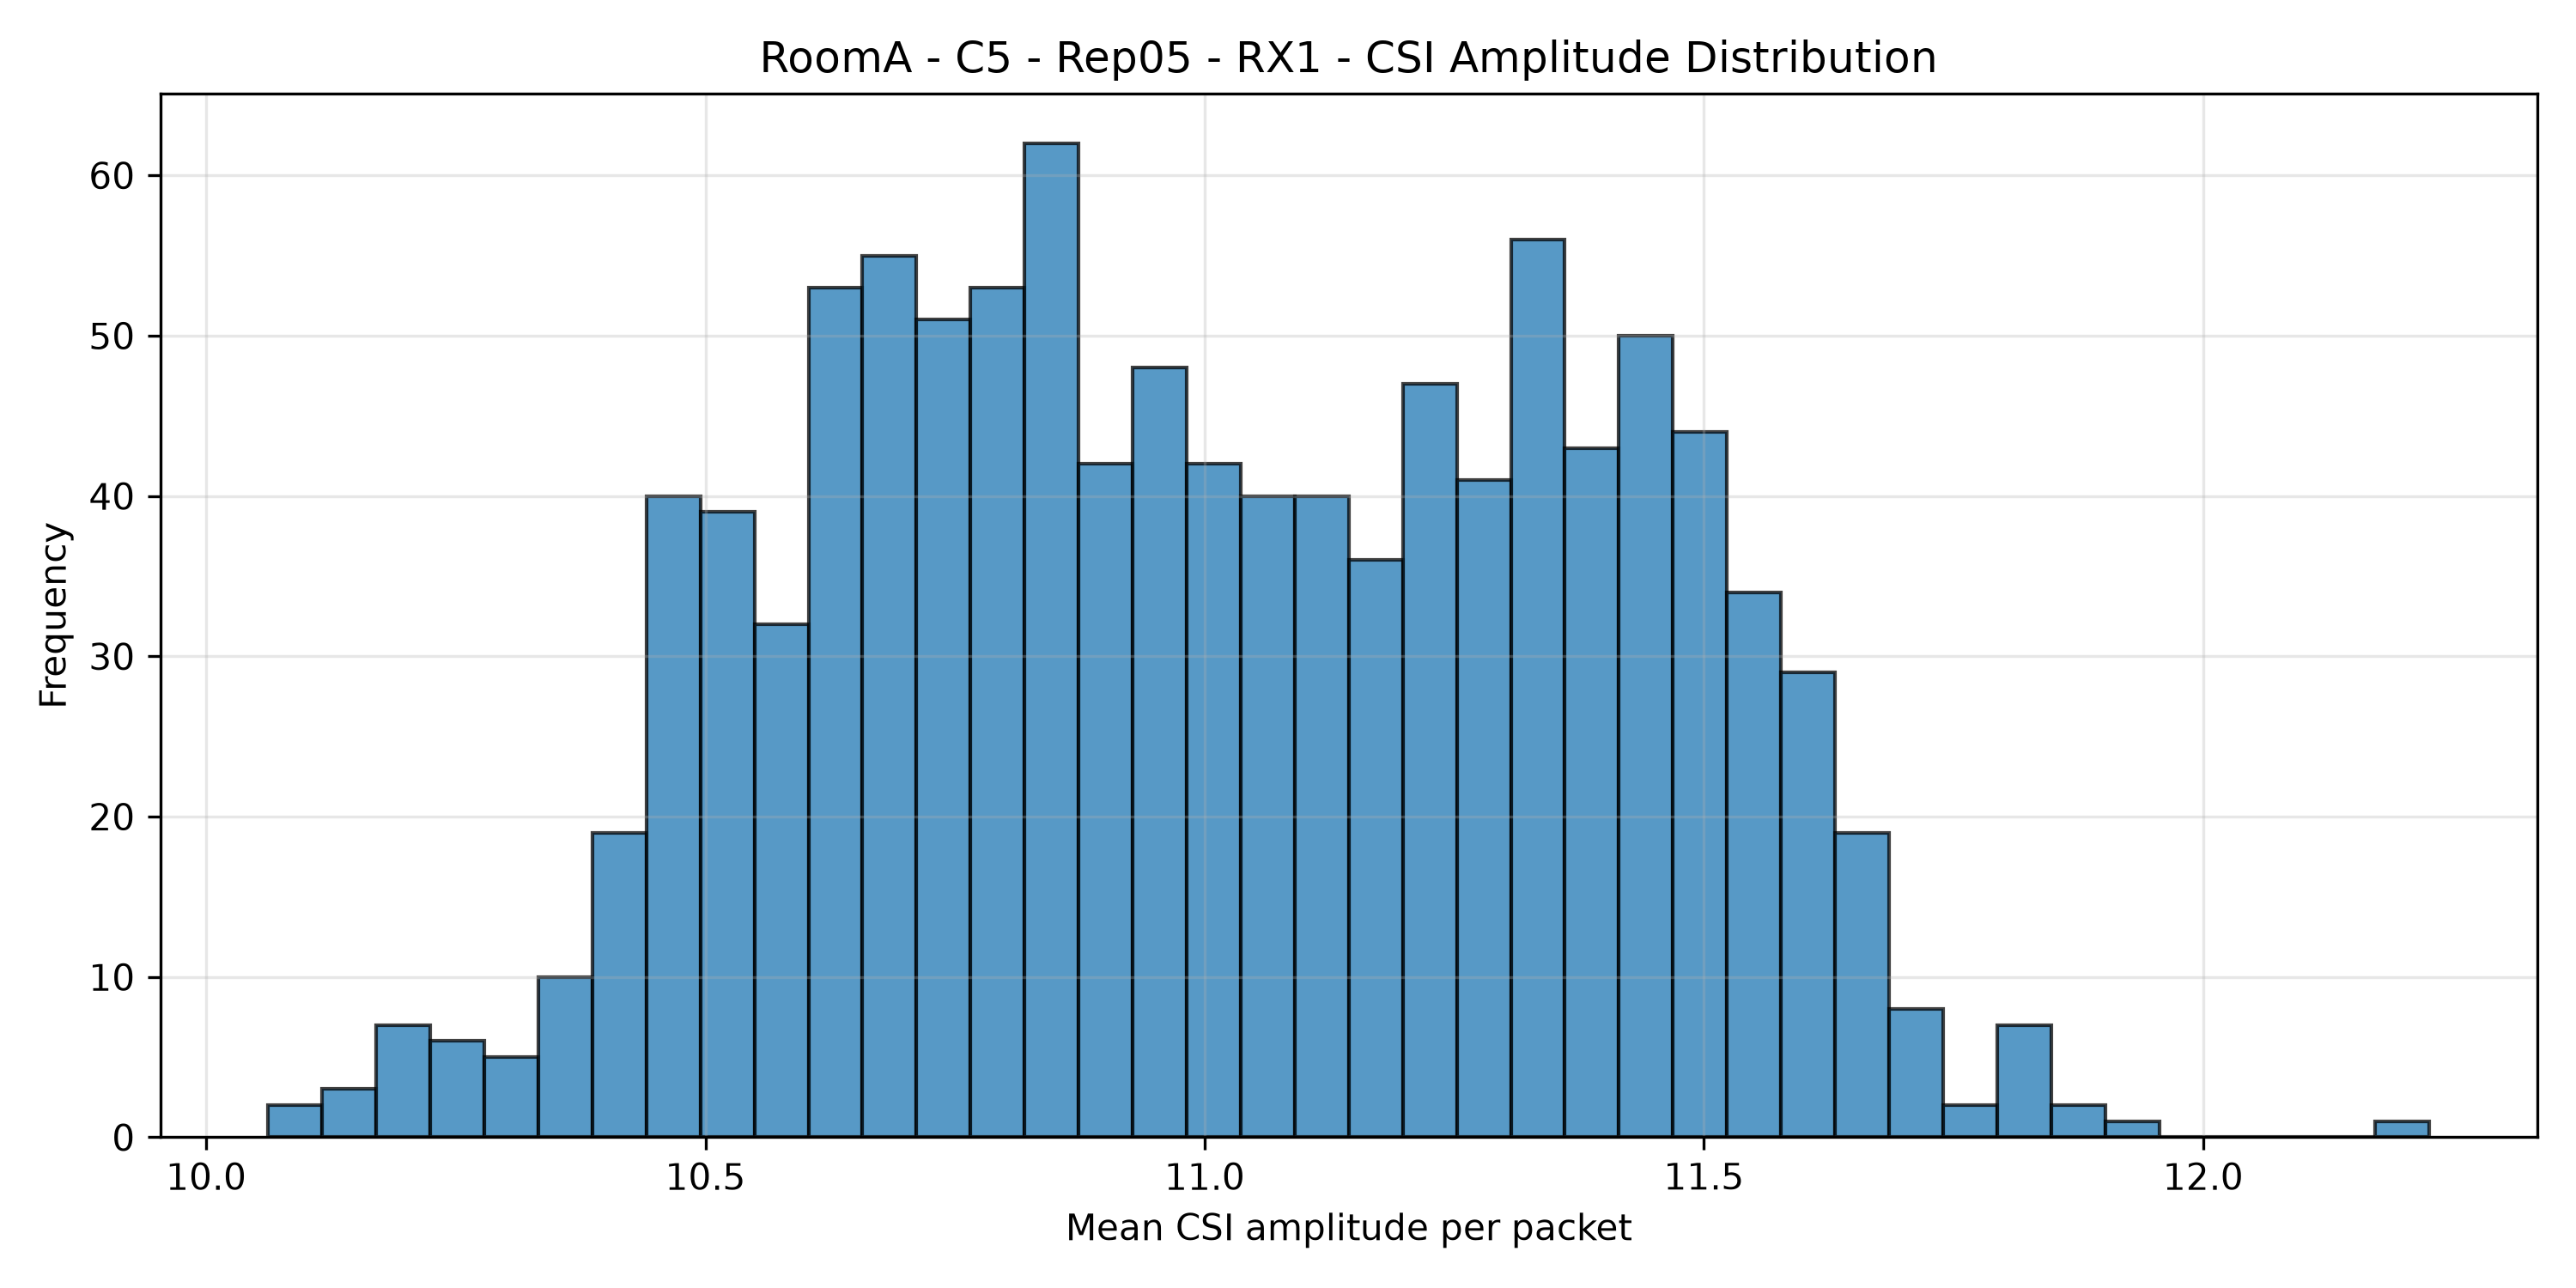 RoomA - C5 - Rep05 - RX1 - CSI Amplitude Distribution
60
50
40
30
20
10
0
Frequency
10.0 10.5 11.0 11.5 12.0
Mean CSI amplitude per packet